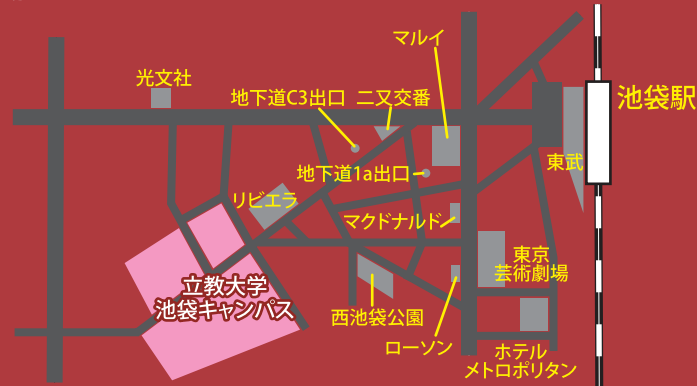 マルイ
光文社
地下道C3出口
二又交番
池袋駅
東武
地下道1a出口
リビエラ
マクドナルド
東京
芸術劇場
立教大学
池袋キャンパス
西池袋公園
ローソン
ホテル
メトロポリタン